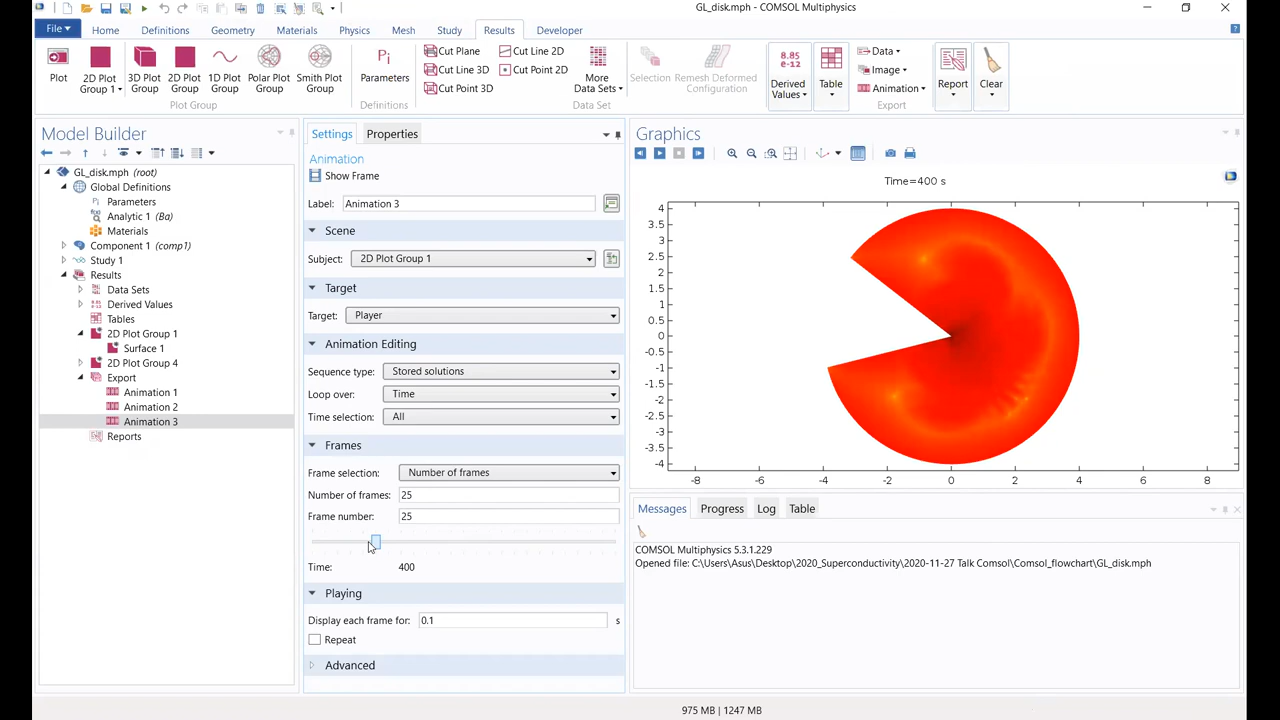 GL_disk.mph - COMSOL Multiphysics
File Home Definitions Geometry Materials Physics Mesh Study Results Developer
Plot
2D Plot Group 1
3D Plot Group
2D Plot Group
1D Plot Group
Polar Plot Group
Smith Plot Group
Plot Group
Pi
Parameters
Definitions
Cut Plane
Cut Line 3D
Cut Point 3D
Cut Line 2D
Cut Point 2D
More Data Sets
Data Set
Selection
Remesh Deformed Configuration
8.85
e-12
Derived Values
Table
Data
Image
Animation
Export
Report
Clear
Model Builder
GL_disk.mph (root)
Global Definitions
Pi Parameters
Analytic 1 (Ba)
Materials
Component 1 (comp1)
Study 1
Results
Data Sets
8.85
e-12 Derived Values
Tables
2D Plot Group 1
Surface 1
2D Plot Group 4
Export
Animation 1
Animation 2
Animation 3
Reports
Settings Properties
Animation
Show Frame
Label: Animation 3
Scene
Subject: 2D Plot Group 1
Target
Target: Player
Animation Editing
Sequence type: Stored solutions
Loop over: Time
Time selection: All
Frames
Frame selection: Number of frames
Number of frames: 25
Frame number: 25
Time: 400
Playing
Display each frame for: 0.1 s
Repeat
Advanced
Graphics
Time=400 s
4
3.5
3
2.5
2
1.5
1
0.5
0
-0.5
-1
-1.5
-2
-2.5
-3
-3.5
-4
-8 -6 -4 -2 0 2 4 6 8
Messages Progress Log Table
COMSOL Multiphysics 5.3.1.229
Opened file: C:\Users\Asus\Desktop\2020_Superconductivity\2020-11-27 Talk Comsol\Comsol_flowchart\GL_disk.mph
975 MB | 1247 MB